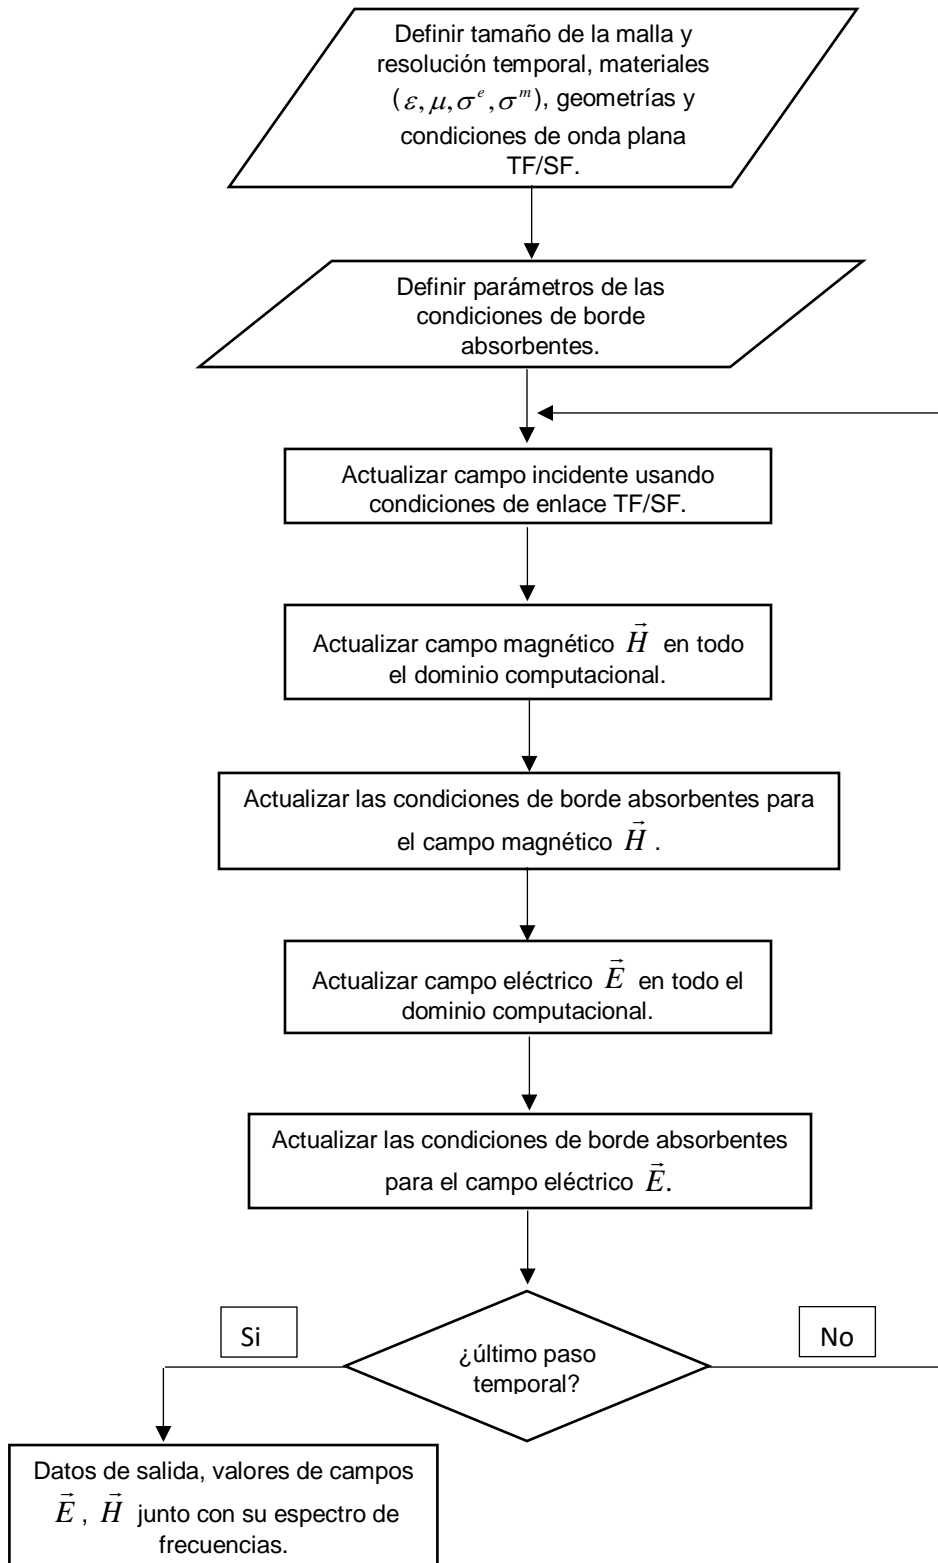 Definir tamaño de la malla y
resolución temporal, materiales
(ε, μ, σᵉ, σᵐ), geometrías y
condiciones de onda plana
TF/SF.
Definir parámetros de las
condiciones de borde
absorbentes.
Actualizar campo incidente usando
condiciones de enlace TF/SF.
Actualizar campo magnético H⃗ en todo
el dominio computacional.
Actualizar las condiciones de borde absorbentes para
el campo magnético H⃗ .
Actualizar campo eléctrico E⃗ en todo el
dominio computacional.
Actualizar las condiciones de borde absorbentes
para el campo eléctrico E⃗.
¿último paso
temporal?
Si
No
Datos de salida, valores de campos
E⃗ , H⃗ junto con su espectro de
frecuencias.